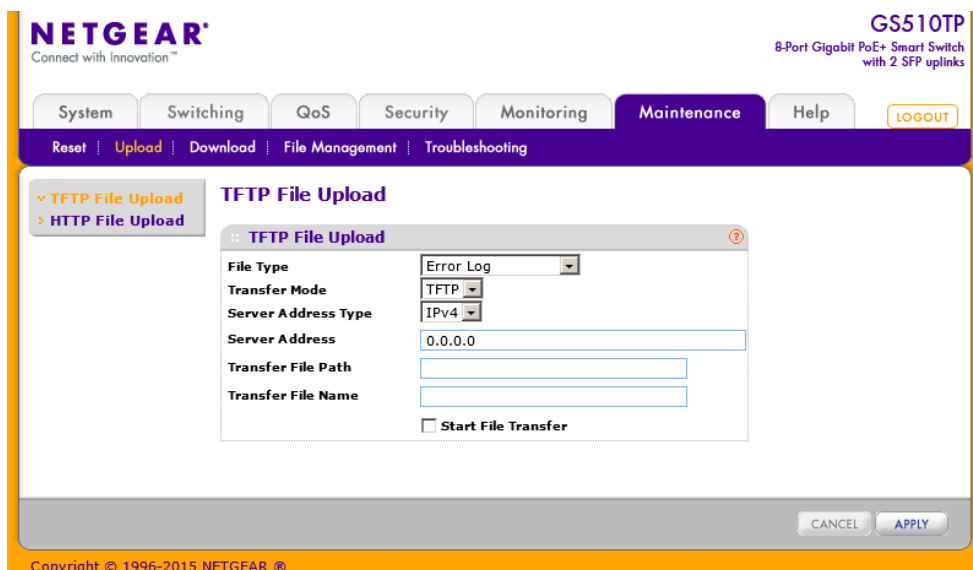 NETGEAR®
Connect with Innovation™
GS510TP
8-Port Gigabit PoE+ Smart Switch
with 2 SFP uplinks
System
Switching
QoS
Security
Monitoring
Maintenance
Help
LOGOUT
Reset
Upload
Download
File Management
Troubleshooting
TFTP File Upload
HTTP File Upload
TFTP File Upload
TFTP File Upload
?
File Type
Error Log
Transfer Mode
TFTP
Server Address Type
IPv4
Server Address
0.0.0.0
Transfer File Path
Transfer File Name
Start File Transfer
CANCEL
APPLY
Copyright © 1996-2015 NETGEAR ®